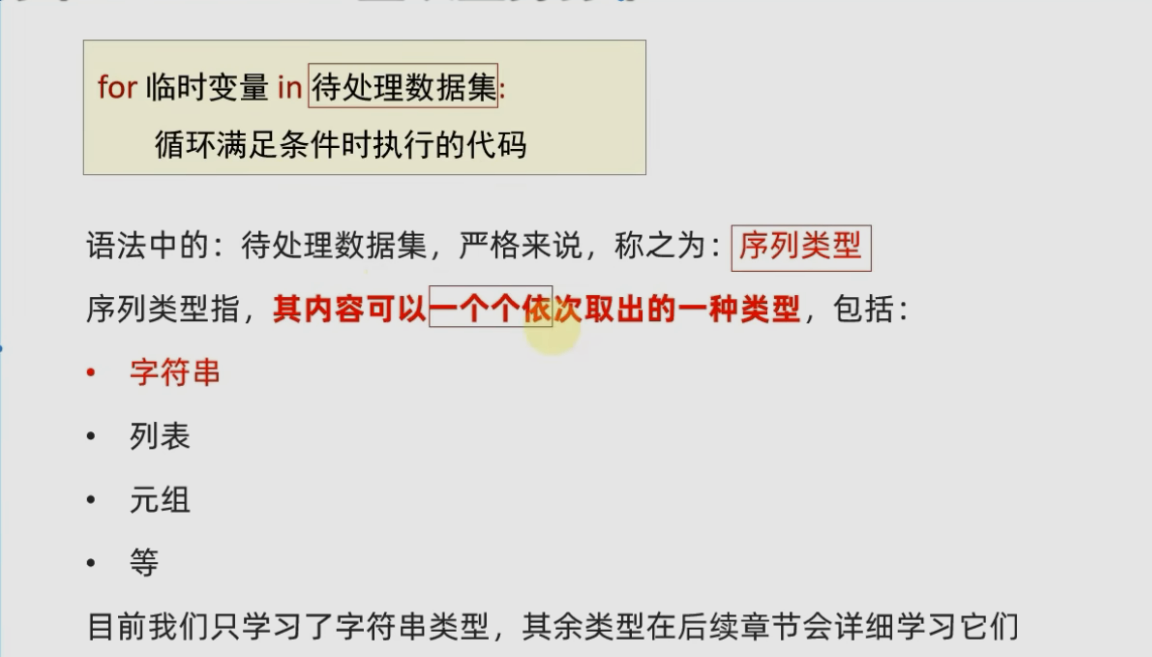 for 临时变量 in 待处理数据集:
循环满足条件时执行的代码
语法中的：待处理数据集，严格来说，称之为：序列类型
序列类型指，其内容可以一个个依次取出的一种类型，包括：
• 字符串
• 列表
• 元组
• 等
目前我们只学习了字符串类型，其余类型在后续章节会详细学习它们